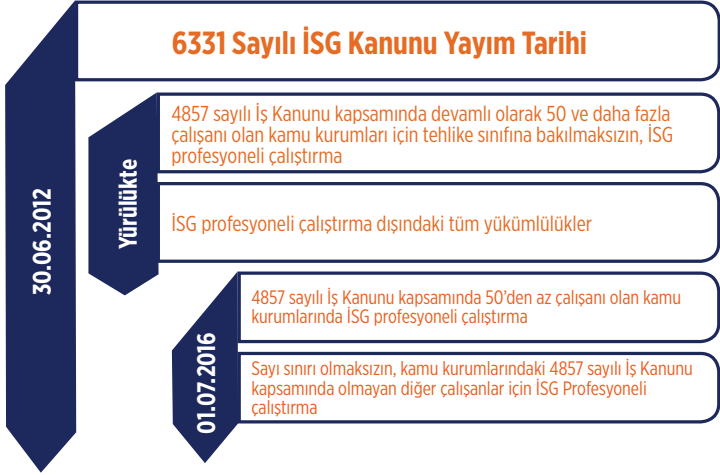 6331 Sayılı İSG Kanunu Yayım Tarihi
30.06.2012
Yürülükte
4857 sayılı İş Kanunu kapsamında devamlı olarak 50 ve daha fazla
çalışanı olan kamu kurumları için tehlike sınıfına bakılmaksızın, İSG
profesyoneli çalıştırma
İSG profesyoneli çalıştırma dışındaki tüm yükümlülükler
01.07.2016
4857 sayılı İş Kanunu kapsamında 50'den az çalışanı olan kamu
kurumlarında İSG profesyoneli çalıştırma
Sayı sınırı olmaksızın, kamu kurumlarındaki 4857 sayılı İş Kanunu
kapsamında olmayan diğer çalışanlar için İSG Profesyoneli
çalıştırma